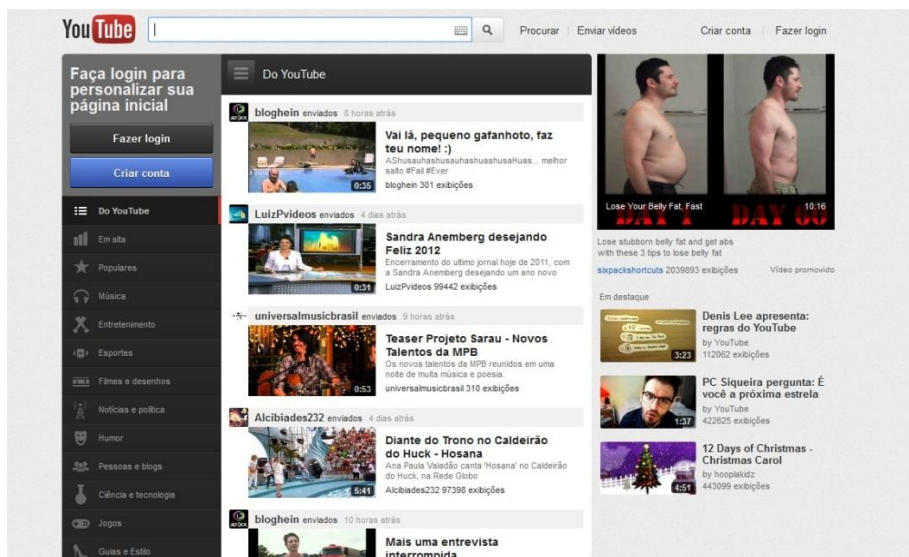 YouTube
Procurar
Enviar vídeos
Criar conta
Fazer login
Faça login para
personalizar sua
página inicial
Fazer login
Criar conta
Do YouTube
Em alta
Populares
Música
Entretenimento
Esportes
Filmes e desenhos
Notícias e política
Humor
Pessoas e blogs
Ciência e tecnologia
Jogos
Guias e Estilo
Do YouTube
bloghein enviados 8 horas atrás
0:35
Vai lá, pequeno gafanhoto, faz
teu nome! :)
AShusauhashusauhashuashusaHuas... melhor
salto #Fail #Ever
bloghein 301 exibições
LuizPvideos enviados 4 dias atrás
0:31
Sandra Anemberg desejando
Feliz 2012
Encerramento do ultimo jornal hoje de 2011, com
a Sandra Anemberg desejando um ano novo
LuizPvideos 99442 exibições
universalmusicbrasil enviados 9 horas atrás
0:53
Teaser Projeto Sarau - Novos
Talentos da MPB
Os novos talentos da MPB reunidos em uma
noite de muita música e poesia.
universalmusicbrasil 310 exibições
Alcibiades232 enviados 4 dias atrás
5:41
Diante do Trono no Caldeirão
do Huck - Hosana
Ana Paula Valadão canta 'Hosana' no Caldeirão
do Huck, na Rede Globo
Alcibiades232 97398 exibições
bloghein enviados 10 horas atrás
Mais uma entrevista
interrompida
Lose Your Belly Fat, Fast
10:16
DAY 1 DAY 60
Lose stubborn belly fat and get abs
with these 3 tips to lose belly fat
sixpackshortcuts 2039893 exibições
Vídeo promovido
Em destaque
3:23
Denis Lee apresenta:
regras do YouTube
by YouTube
112062 exibições
1:37
PC Siqueira pergunta: É
você a próxima estrela
by YouTube
422625 exibições
4:51
12 Days of Christmas -
Christmas Carol
by hooplakidz
443099 exibições